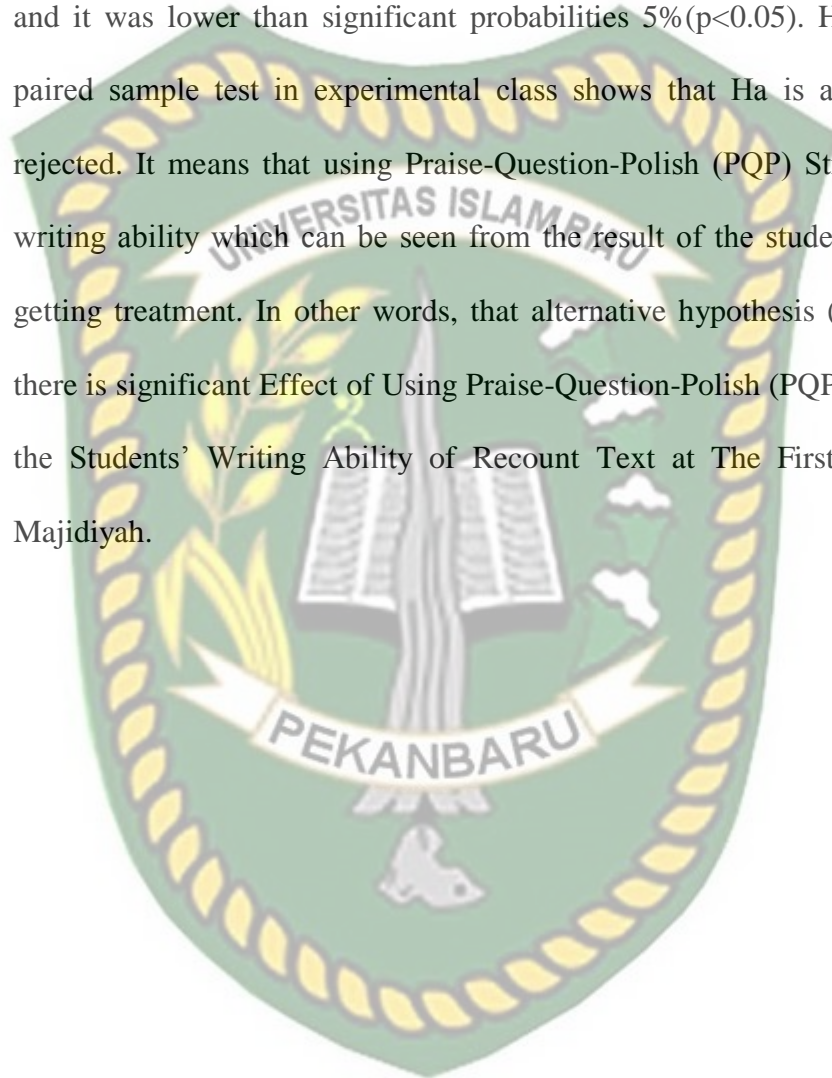 and it was lower than significant probabilities 5%(p<0.05). H
paired sample test in experimental class shows that Ha is a
rejected. It means that using Praise-Question-Polish (PQP) St
writing ability which can be seen from the result of the stude
getting treatment. In other words, that alternative hypothesis (
there is significant Effect of Using Praise-Question-Polish (PQP
the Students' Writing Ability of Recount Text at The First
Majidiyah.
UNIVERSITAS ISLAM RIAU
PEKANBARU